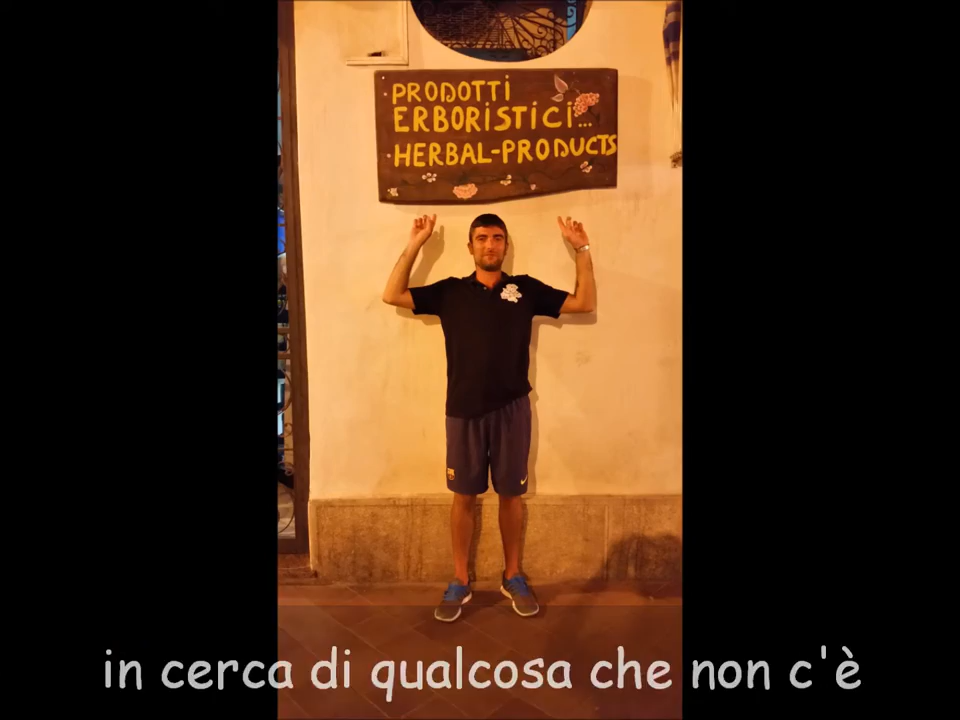 PRODOTTI
ERBORISTICI...
HERBAL-PRODUCTS
in cerca di qualcosa che non c'è